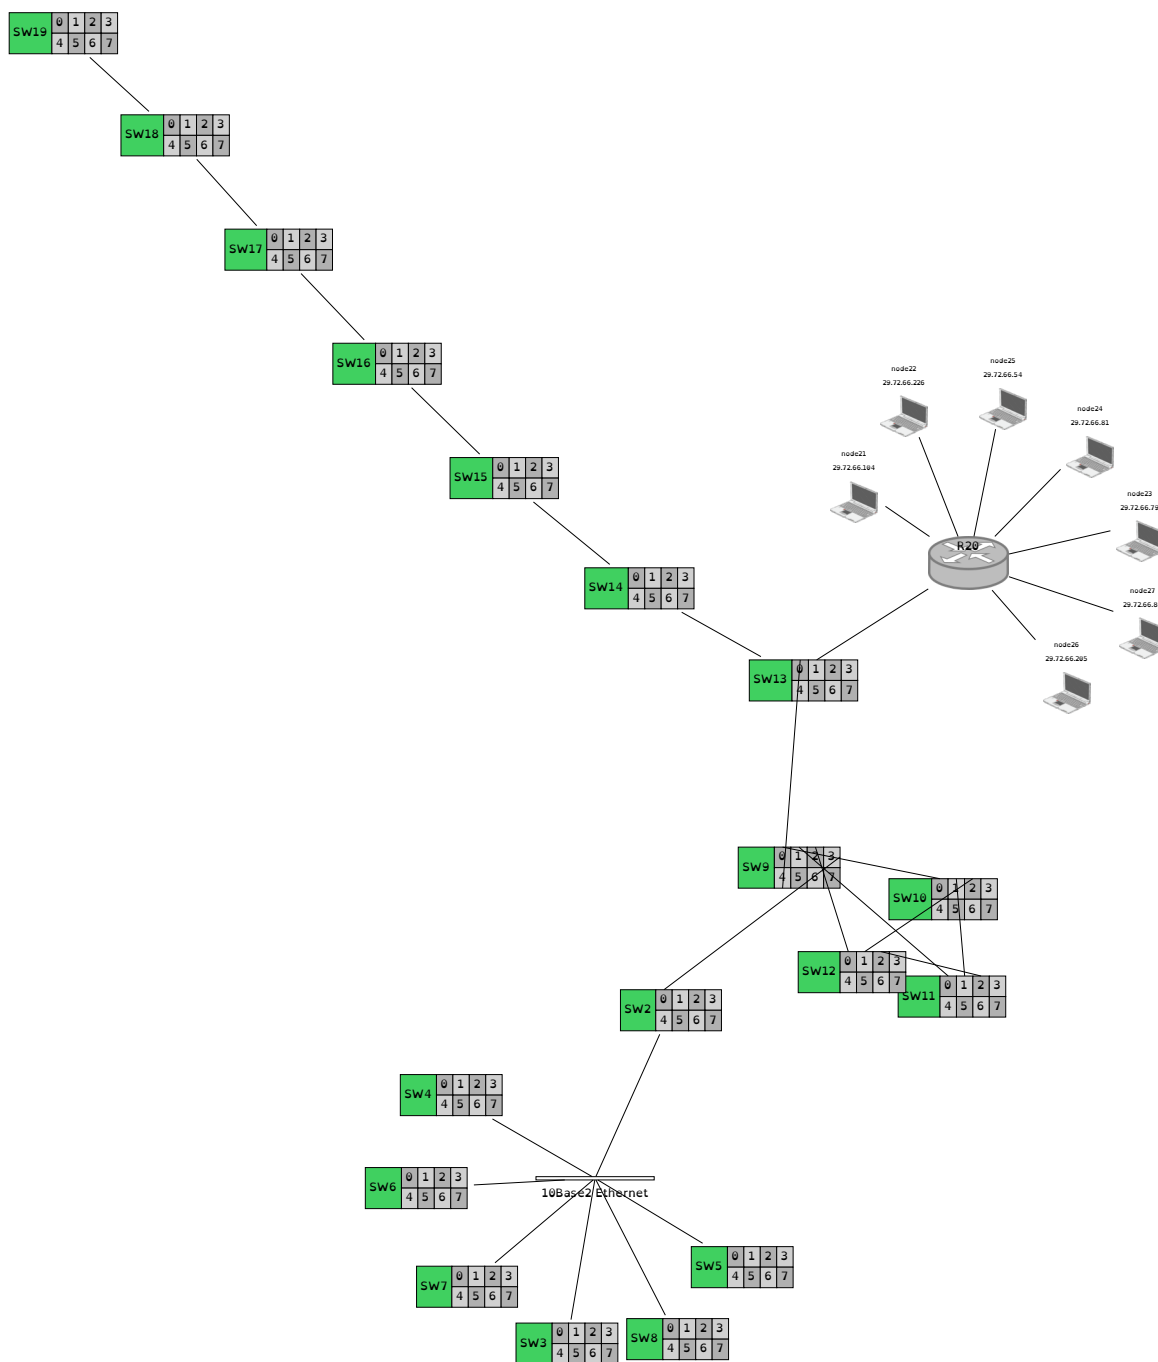 SW19 0 1 2 3
4 5 6 7
SW18 0 1 2 3
4 5 6 7
SW17 0 1 2 3
4 5 6 7
SW16 0 1 2 3
4 5 6 7
node25
29.72.66.54
node22
29.72.66.226
node24
29.72.66.81
node21
29.72.66.104
SW15 0 1 2 3
4 5 6 7
node23
29.72.66.79
R20
SW14 0 1 2 3
4 5 6 7
node27
29.72.66.8
node26
29.72.66.205
SW13 0 1 2 3
4 5 6 7
SW9 0 1 2 3
4 5 6 7
SW10 0 1 2 3
4 5 6 7
SW12 0 1 2 3
4 5 6 7
SW11 0 1 2 3
4 5 6 7
SW2 0 1 2 3
4 5 6 7
SW4 0 1 2 3
4 5 6 7
SW6 0 1 2 3
4 5 6 7
10Base2 Ethernet
SW5 0 1 2 3
4 5 6 7
SW7 0 1 2 3
4 5 6 7
SW3 0 1 2 3
4 5 6 7
SW8 0 1 2 3
4 5 6 7